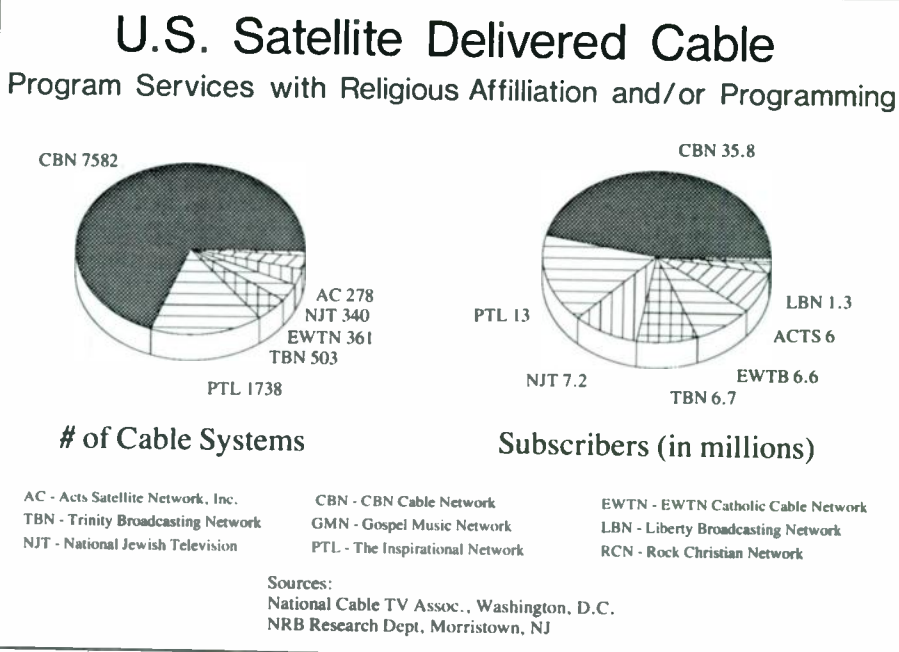 U.S. Satellite Delivered Cable
Program Services with Religious Affilliation and/or Programming
CBN 7582
AC 278
NJT 340
EWTN 361
TBN 503
PTL 1738
# of Cable Systems
CBN 35.8
LBN 1.3
ACTS 6
EWTB 6.6
TBN 6.7
NJT 7.2
PTL 13
Subscribers (in millions)
AC - Acts Satellite Network, Inc.
TBN - Trinity Broadcasting Network
NJT - National Jewish Television
CBN - CBN Cable Network
GMN - Gospel Music Network
PTL - The Inspirational Network
EWTN - EWTN Catholic Cable Network
LBN - Liberty Broadcasting Network
RCN - Rock Christian Network
Sources:
National Cable TV Assoc., Washington, D.C.
NRB Research Dept, Morristown, NJ